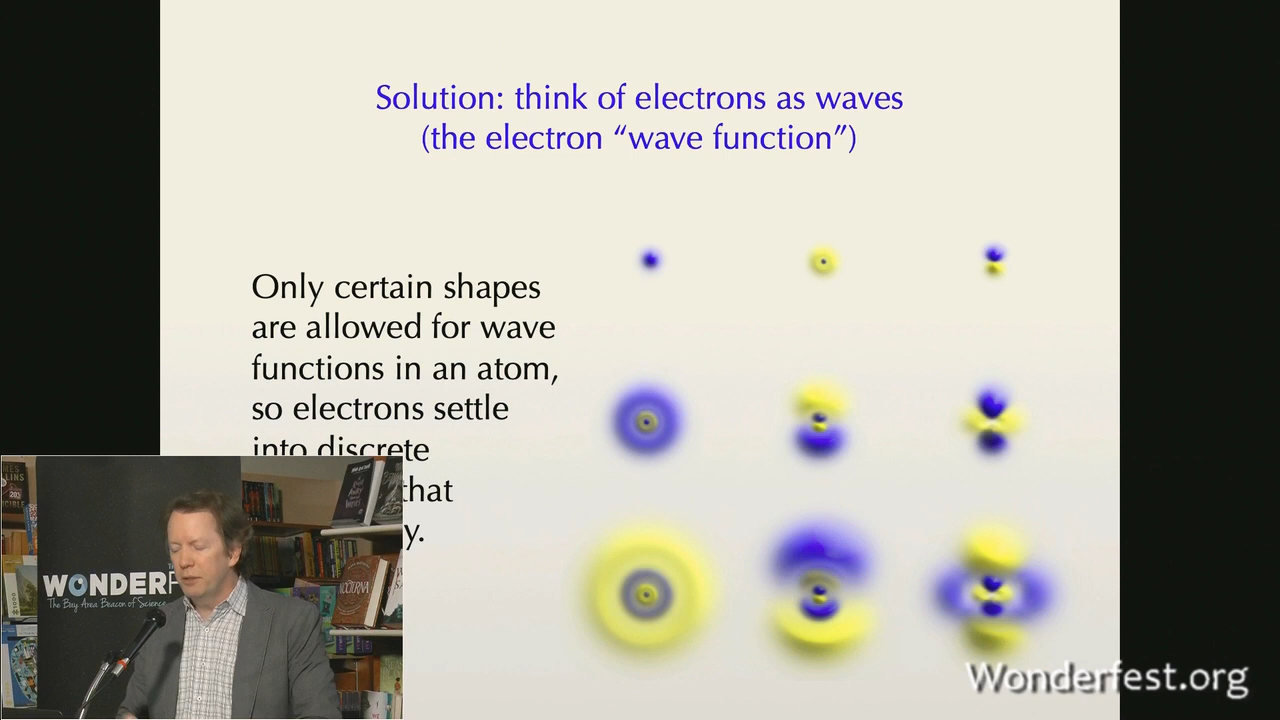 Solution: think of electrons as waves
(the electron “wave function”)
Only certain shapes
are allowed for wave
functions in an atom,
so electrons settle
into discrete
that
y.
WONDERF
The Bay Area Beacon of Science
NOCTURNA
Wonderfest.org